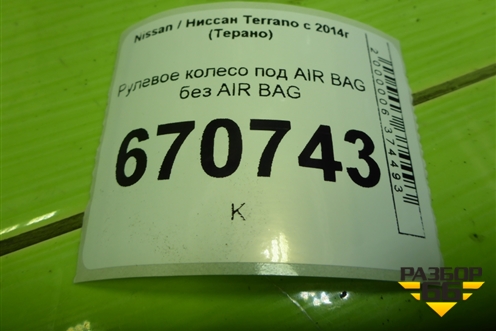 Nissan / Ниссан Terrano с 2014г
(Терано)
Рулевое колесо под AIR BAG
без AIR BAG
670743
К
2000006374493
РАЗБОР